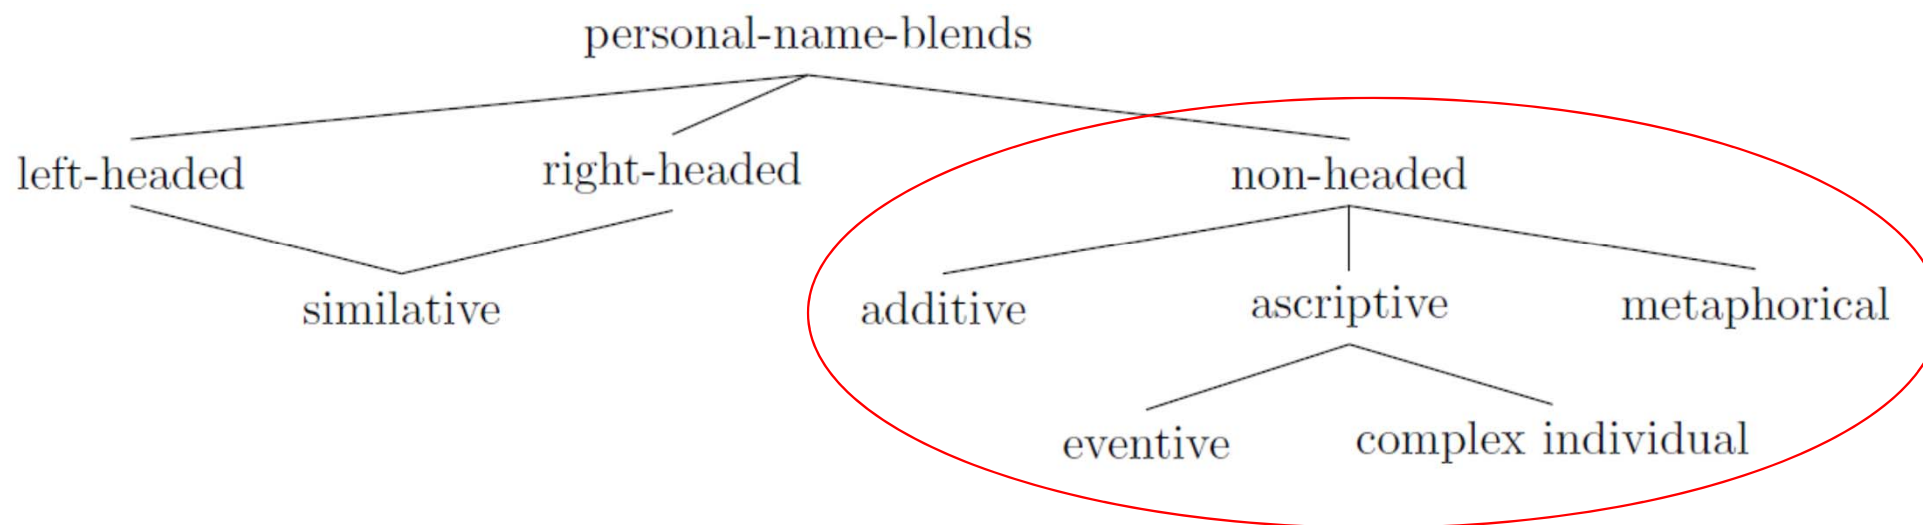 personal-name-blends
left-headed right-headed non-headed
similative additive ascriptive metaphorical
eventive complex individual